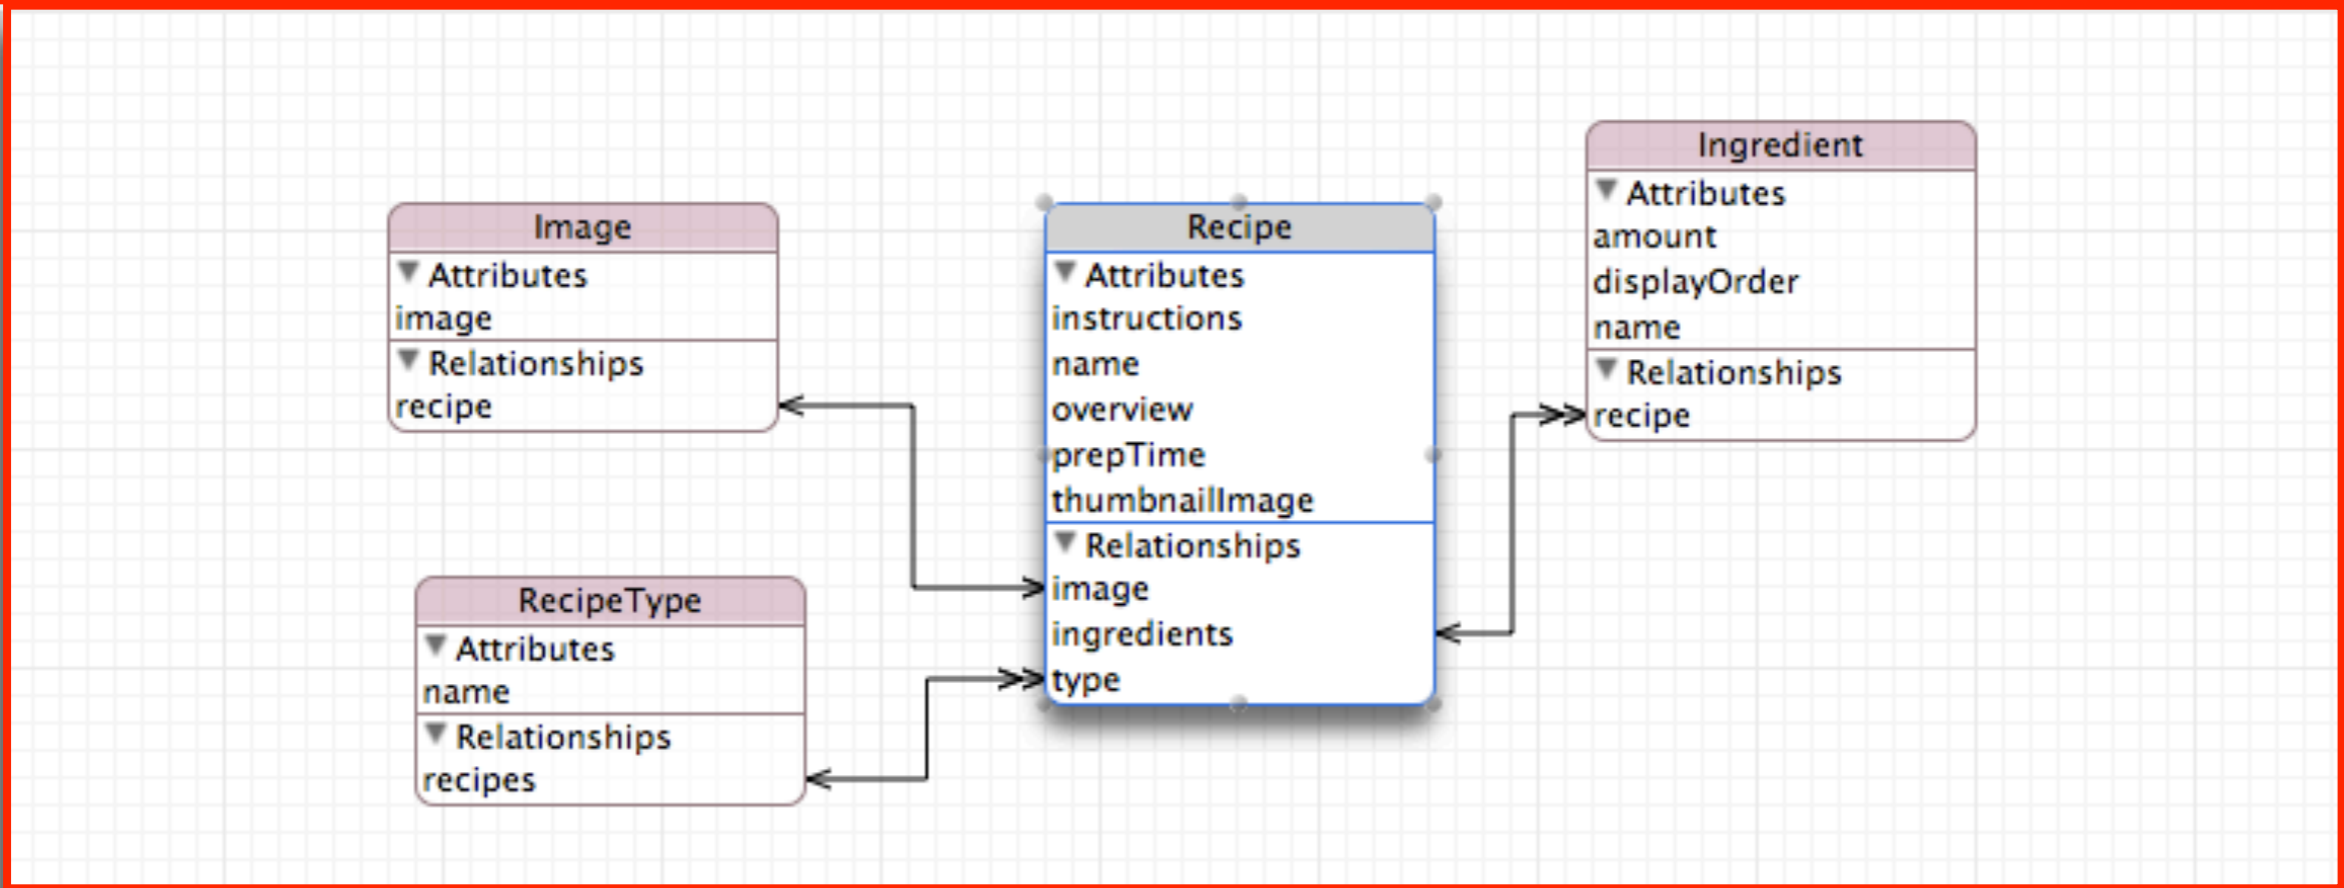 Image
Attributes
image
Relationships
recipe
RecipeType
Attributes
name
Relationships
recipes
Recipe
Attributes
instructions
name
overview
prepTime
thumbnailImage
Relationships
image
ingredients
type
Ingredient
Attributes
amount
displayOrder
name
Relationships
recipe